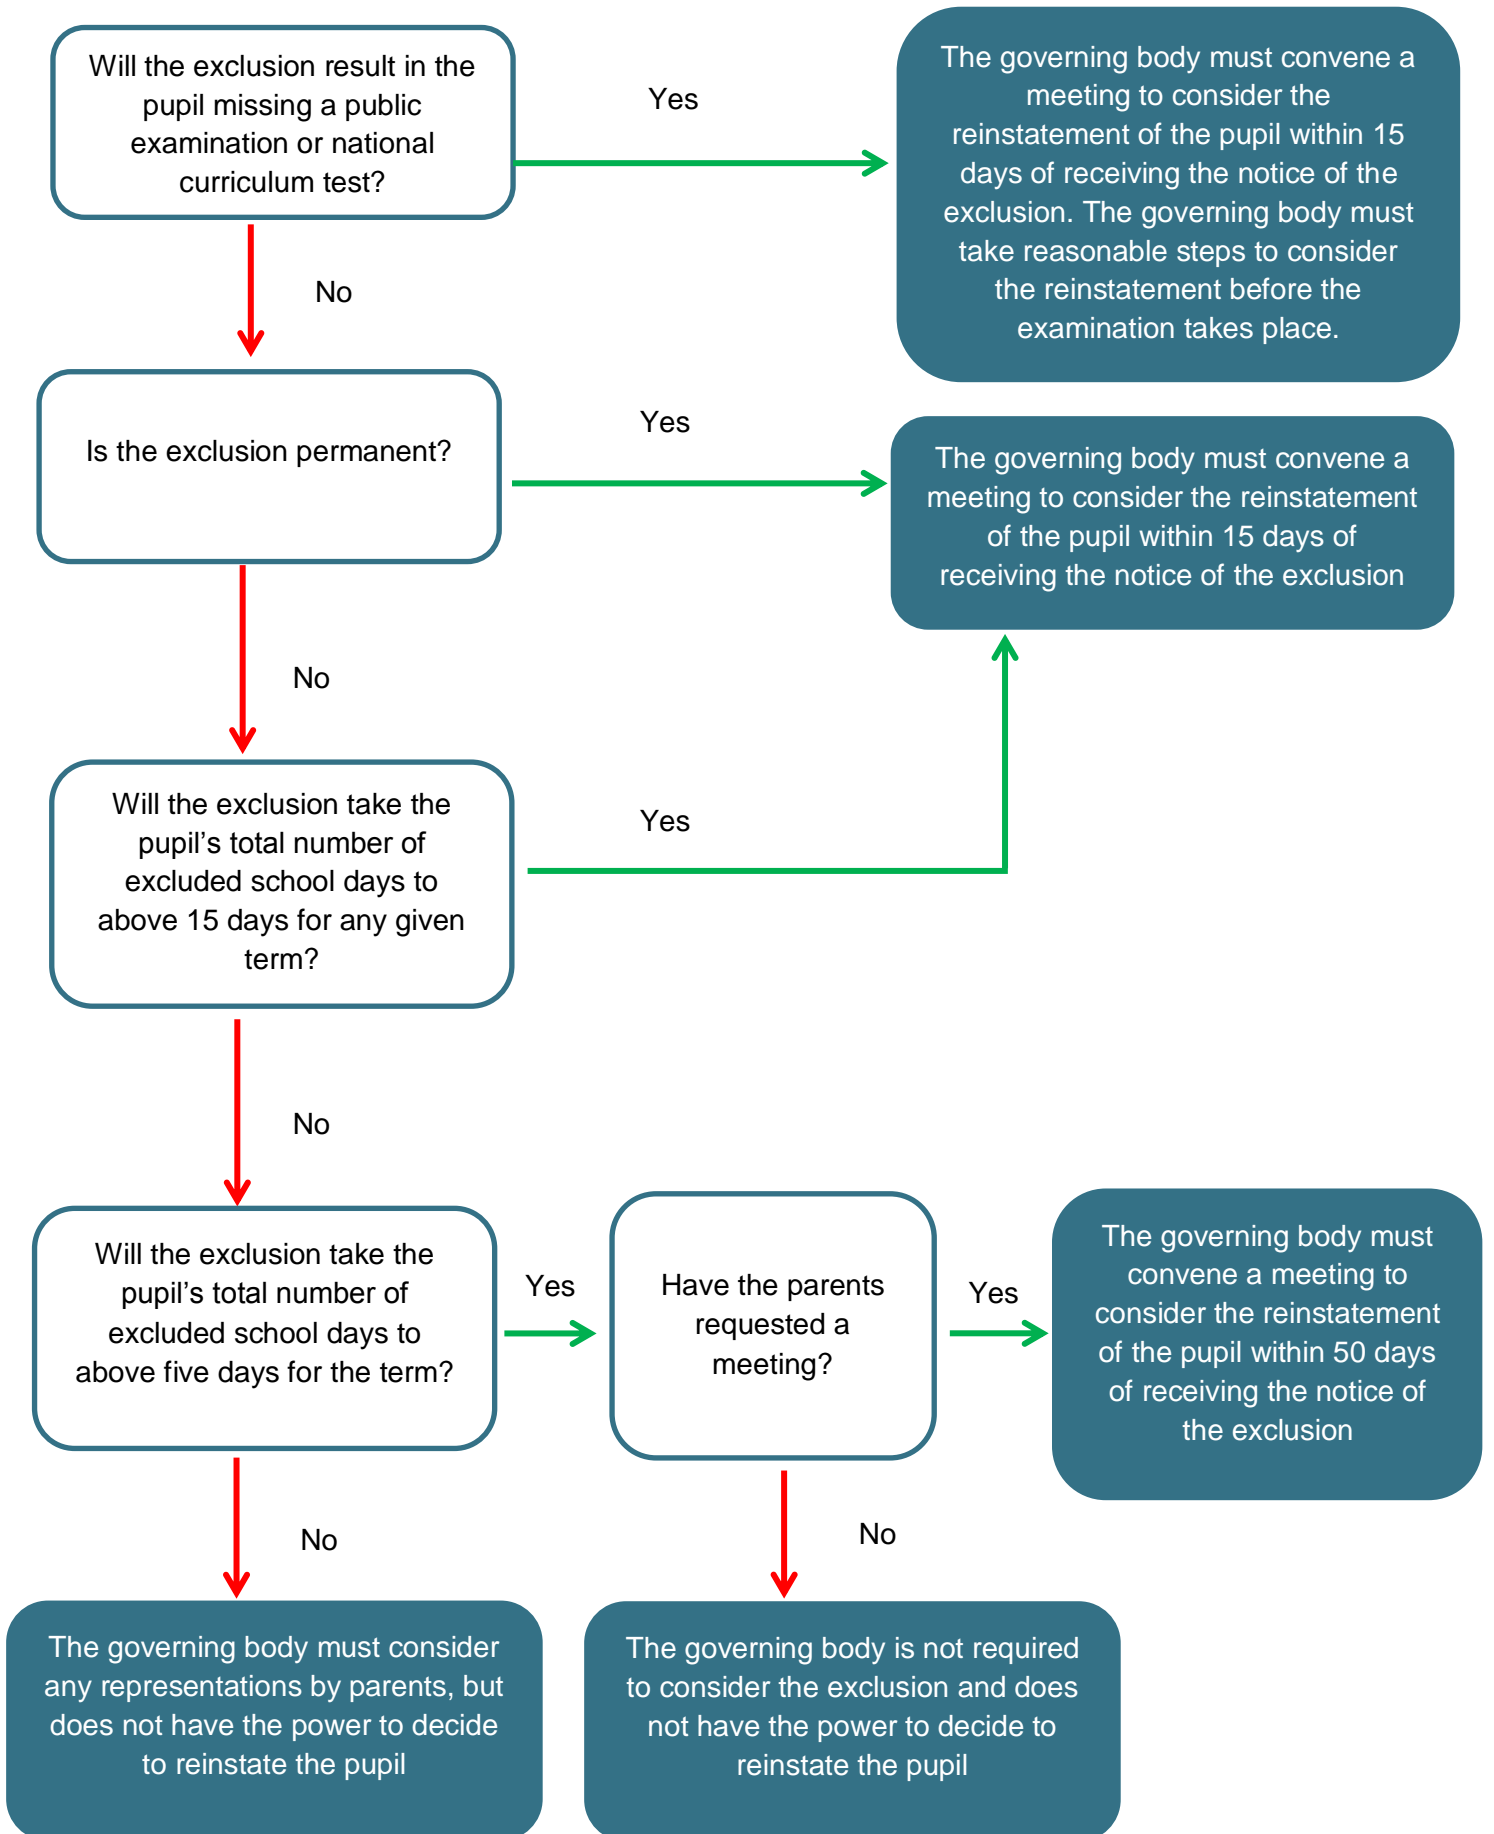 Will the exclusion result in the
pupil missing a public
examination or national
curriculum test?
Yes
The governing body must convene a
meeting to consider the
reinstatement of the pupil within 15
days of receiving the notice of the
exclusion. The governing body must
take reasonable steps to consider
the reinstatement before the
examination takes place.
No
Is the exclusion permanent?
Yes
The governing body must convene a
meeting to consider the reinstatement
of the pupil within 15 days of
receiving the notice of the exclusion
No
Will the exclusion take the
pupil’s total number of
excluded school days to
above 15 days for any given
term?
Yes
No
Will the exclusion take the
pupil’s total number of
excluded school days to
above five days for the term?
Yes
Have the parents
requested a
meeting?
Yes
The governing body must
convene a meeting to
consider the reinstatement
of the pupil within 50 days
of receiving the notice of
the exclusion
No
No
The governing body must consider
any representations by parents, but
does not have the power to decide
to reinstate the pupil
The governing body is not required
to consider the exclusion and does
not have the power to decide to
reinstate the pupil